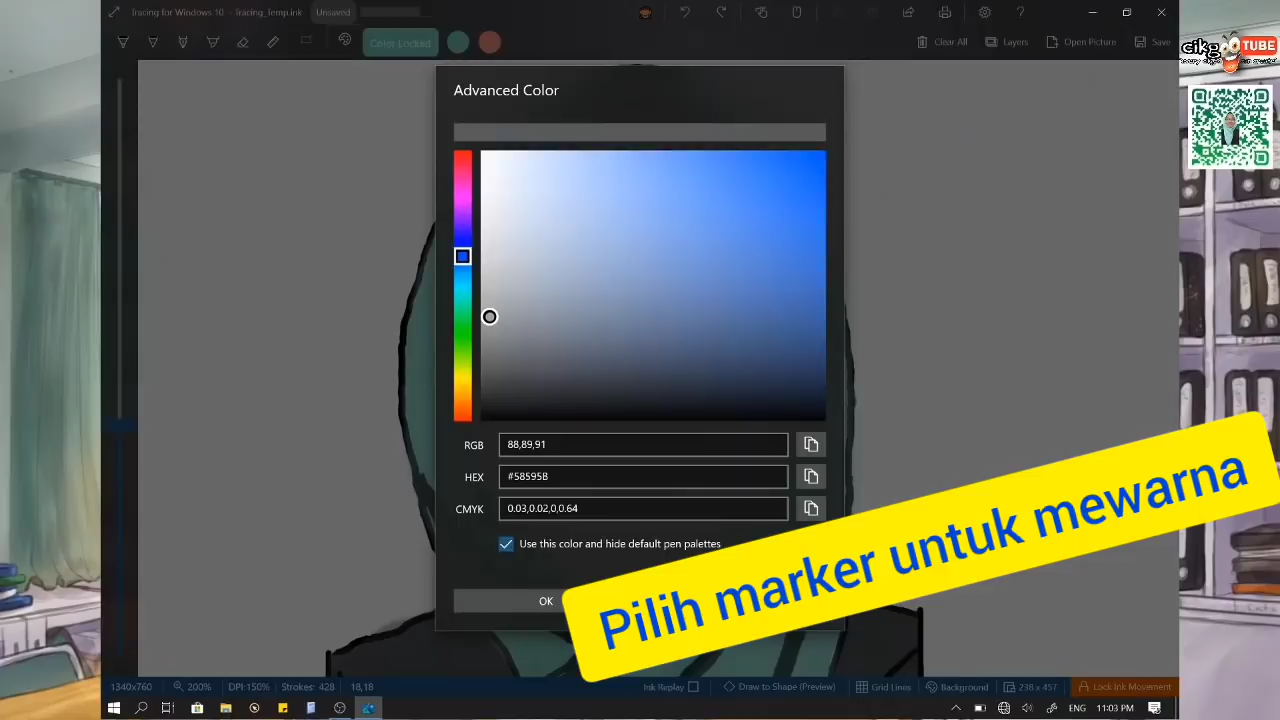 Tracing for Windows 10 - Tracing_Temp.ink
Unsaved
cikgoo TUBE
Color Locked
Clear All
Layers
Open Picture
Save
Advanced Color
RGB
88,89,91
HEX
#58595B
CMYK
0.03,0.02,0,0.64
Use this color and hide default pen palettes
OK
Pilih marker untuk mewarna
1340x760
200%
DPI:150%
Strokes: 428
18,18
Ink Replay
Draw to Shape (Preview)
Grid Lines
Background
238 x 457
Lock Ink Movement
11:03 PM